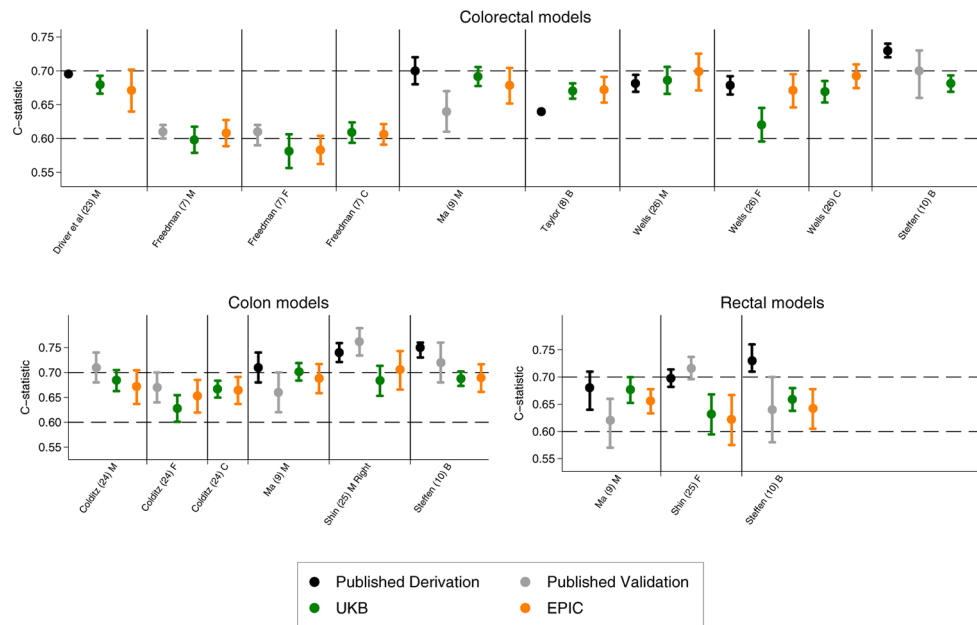 Colorectal models
C−statistic
0.75
0.70
0.65
0.60
0.55
Driver et al (23) M
Freedman (7) M
Freedman (7) F
Freedman (7) C
Ma (9) M
Taylor (8) B
Wells (26) M
Wells (26) F
Wells (26) C
Steffen (10) B
Colon models
C−statistic
0.75
0.70
0.65
0.60
0.55
Colditz (24) M
Colditz (24) F
Colditz (24) C
Ma (9) M
Shin (25) M Right
Steffen (10) B
Rectal models
C−statistic
0.75
0.70
0.65
0.60
0.55
Ma (9) M
Shin (25) F
Steffen (10) B
Published Derivation
Published Validation
UKB
EPIC